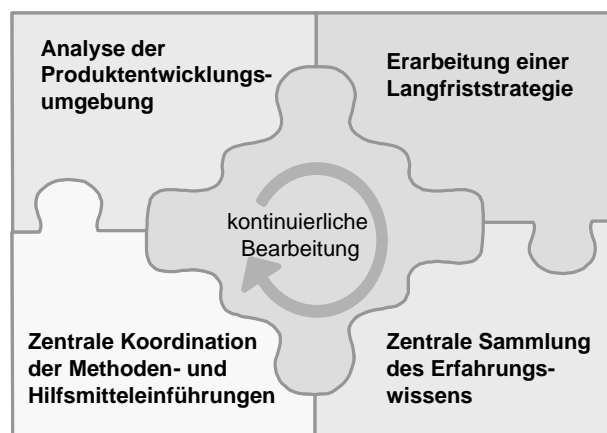 Analyse der
Produktentwicklungs-
umgebung
Erarbeitung einer
Langfriststrategie
kontinuierliche
Bearbeitung
Zentrale Koordination
der Methoden- und
Hilfsmitteleinführungen
Zentrale Sammlung
des Erfahrungs-
wissens